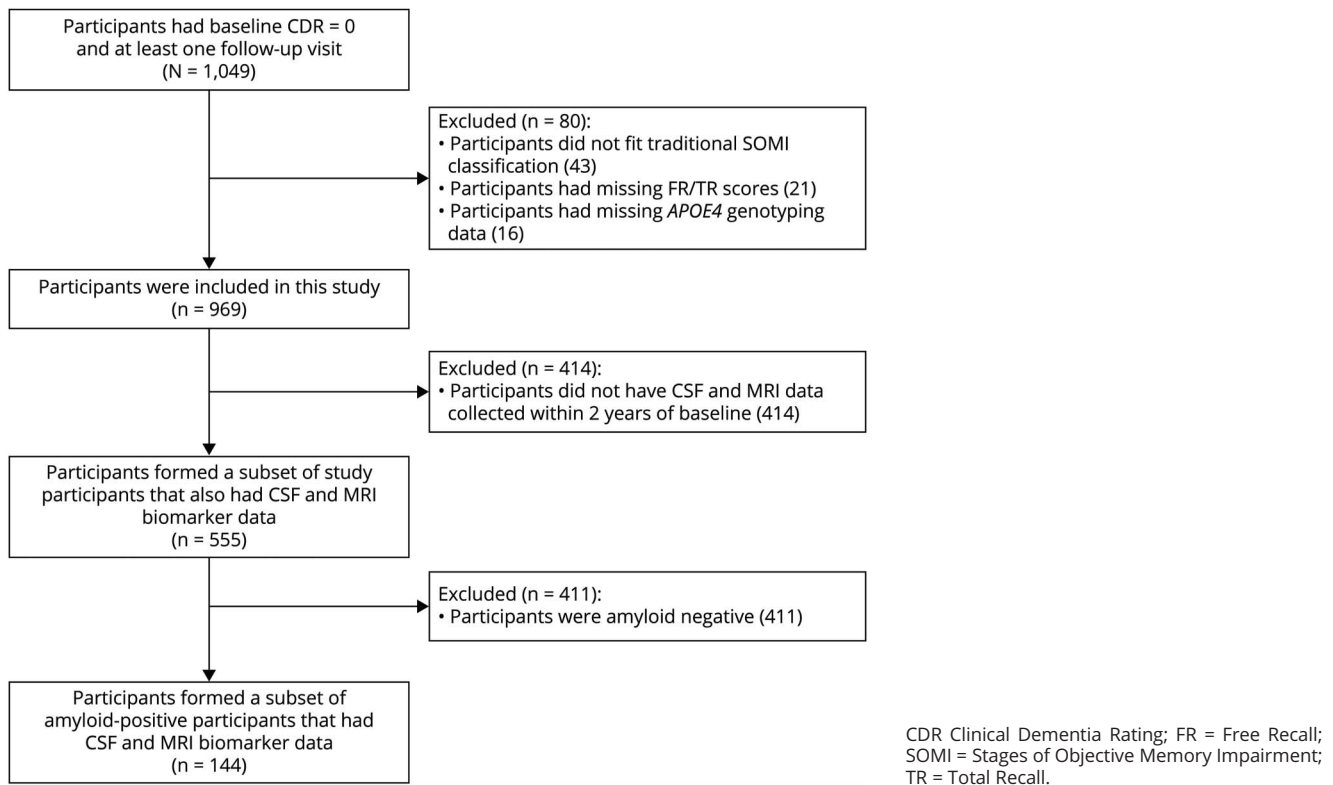 Participants had baseline CDR = 0
and at least one follow-up visit
(N = 1,049)
Excluded (n = 80):
• Participants did not fit traditional SOMI
classification (43)
• Participants had missing FR/TR scores (21)
• Participants had missing APOE4 genotyping
data (16)
Participants were included in this study
(n = 969)
Excluded (n = 414):
• Participants did not have CSF and MRI data
collected within 2 years of baseline (414)
Participants formed a subset of study
participants that also had CSF and MRI
biomarker data
(n = 555)
Excluded (n = 411):
• Participants were amyloid negative (411)
Participants formed a subset of
amyloid-positive participants that had
CSF and MRI biomarker data
(n = 144)
CDR Clinical Dementia Rating; FR = Free Recall;
SOMI = Stages of Objective Memory Impairment;
TR = Total Recall.